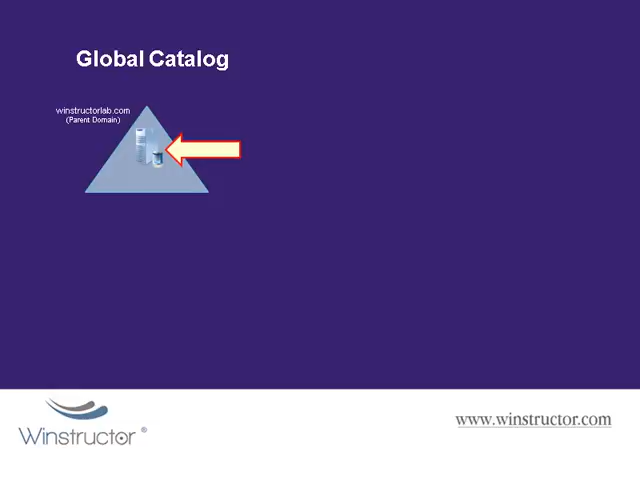 Global Catalog
winstructorlab.com
(Parent Domain)
Winstructor ®
www.winstructor.com